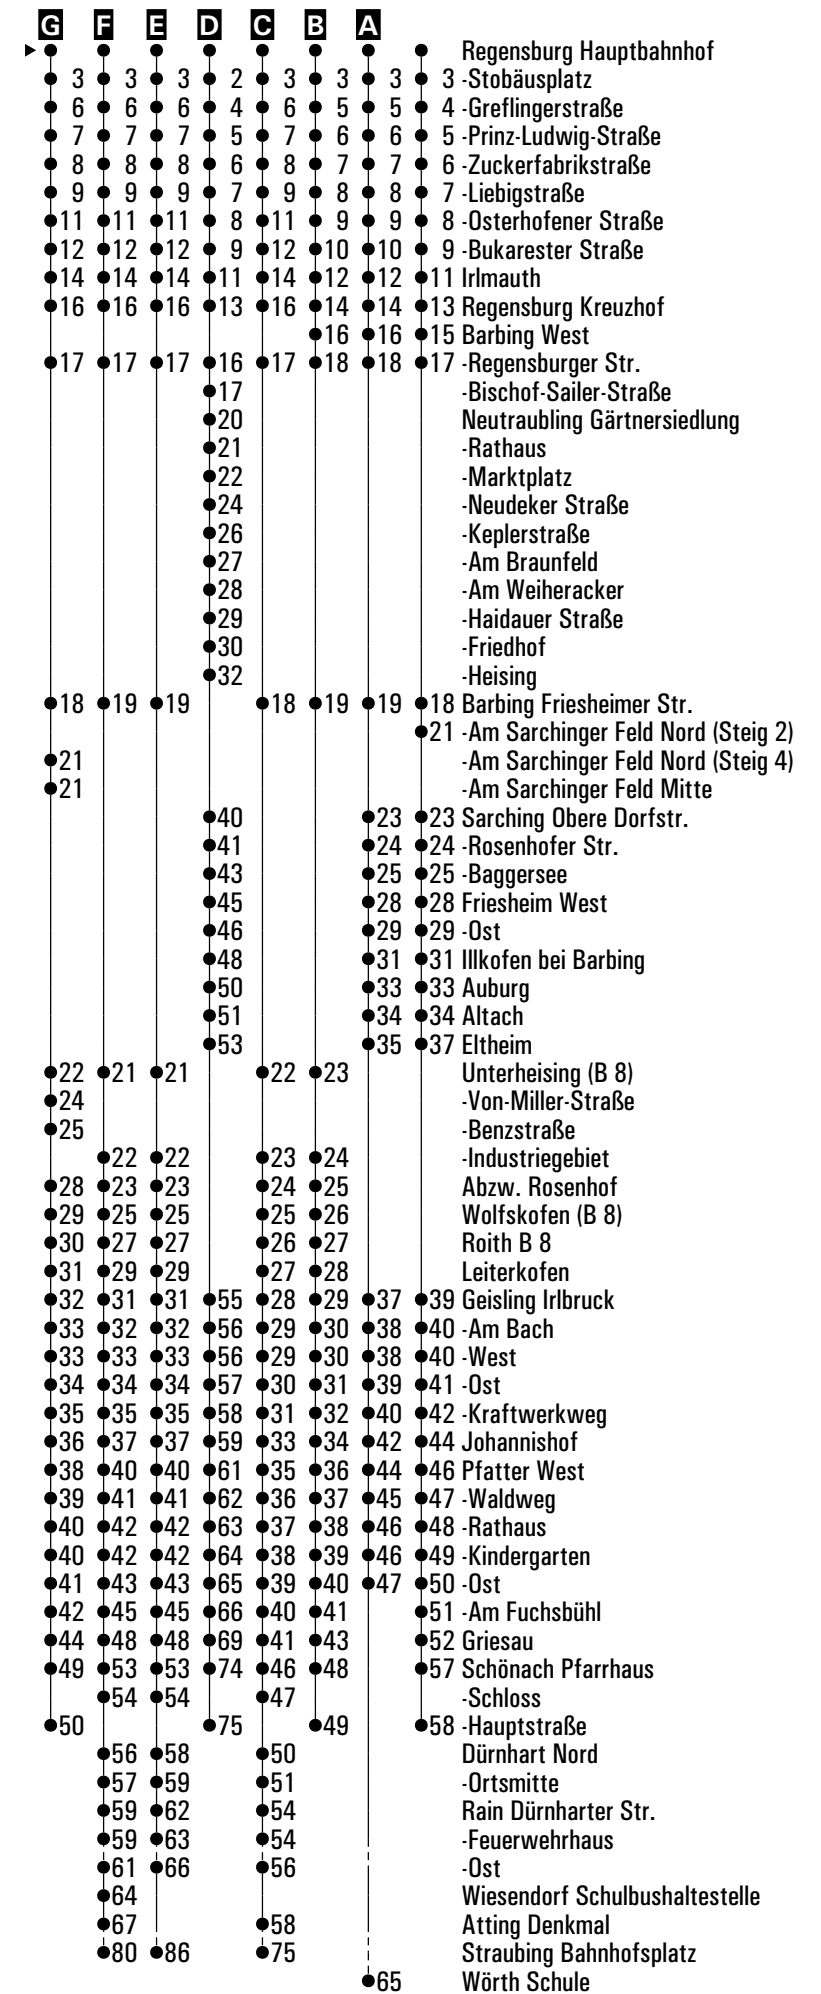 G F E D C B A
Regensburg Hauptbahnhof
3 3 3 2 3 3 3 3 -Stobäusplatz
6 6 6 4 6 5 5 4 -Greflingerstraße
7 7 7 5 7 6 6 5 -Prinz-Ludwig-Straße
8 8 8 6 8 7 7 6 -Zuckerfabrikstraße
9 9 9 7 9 8 8 7 -Liebigstraße
11 11 11 8 11 9 9 8 -Osterhofener Straße
12 12 12 9 12 10 10 9 -Bukarester Straße
14 14 14 11 14 12 12 11 Irlmauth
16 16 16 13 16 14 14 13 Regensburg Kreuzhof
16 16 15 Barbing West
17 17 17 16 17 18 18 17 -Regensburger Str.
17 -Bischof-Sailer-Straße
20 Neutraubling Gärtnersiedlung
21 -Rathaus
22 -Marktplatz
24 -Neudeker Straße
26 -Keplerstraße
27 -Am Braunfeld
28 -Am Weiheracker
29 -Haidauer Straße
30 -Friedhof
32 -Heising
18 19 19 18 19 19 18 Barbing Friesheimer Str.
21 -Am Sarchinger Feld Nord (Steig 2)
21 -Am Sarchinger Feld Nord (Steig 4)
21 -Am Sarchinger Feld Mitte
40 23 23 Sarching Obere Dorfstr.
41 24 24 -Rosenhofer Str.
43 25 25 -Baggersee
45 28 28 Friesheim West
46 29 29 -Ost
48 31 31 Illkofen bei Barbing
50 33 33 Auburg
51 34 34 Altach
53 35 37 Eltheim
22 21 21 22 23 Unterheising (B 8)
24 -Von-Miller-Straße
25 -Benzstraße
22 22 23 24 -Industriegebiet
28 23 23 24 25 Abzw. Rosenhof
29 25 25 25 26 Wolfskofen (B 8)
30 27 27 26 27 Roith B 8
31 29 29 27 28 Leiterkofen
32 31 31 55 28 29 37 39 Geisling Irlbruck
33 32 32 56 29 30 38 40 -Am Bach
33 33 33 56 29 30 38 40 -West
34 34 34 57 30 31 39 41 -Ost
35 35 35 58 31 32 40 42 -Kraftwerkweg
36 37 37 59 33 34 42 44 Johannishof
38 40 40 61 35 36 44 46 Pfatter West
39 41 41 62 36 37 45 47 -Waldweg
40 42 42 63 37 38 46 48 -Rathaus
40 42 42 64 38 39 46 49 -Kindergarten
41 43 43 65 39 40 47 50 -Ost
42 45 45 66 40 41 51 -Am Fuchsbühl
44 48 48 69 41 43 52 Griesau
49 53 53 74 46 48 57 Schönach Pfarrhaus
54 54 47 -Schloss
50 75 49 58 -Hauptstraße
56 58 50 Dürnhart Nord
57 59 51 -Ortsmitte
59 62 54 Rain Dürnharter Str.
59 63 54 -Feuerwehrhaus
61 66 56 -Ost
64 Wiesendorf Schulbushaltestelle
67 58 Atting Denkmal
80 86 75 Straubing Bahnhofsplatz
65 Wörth Schule